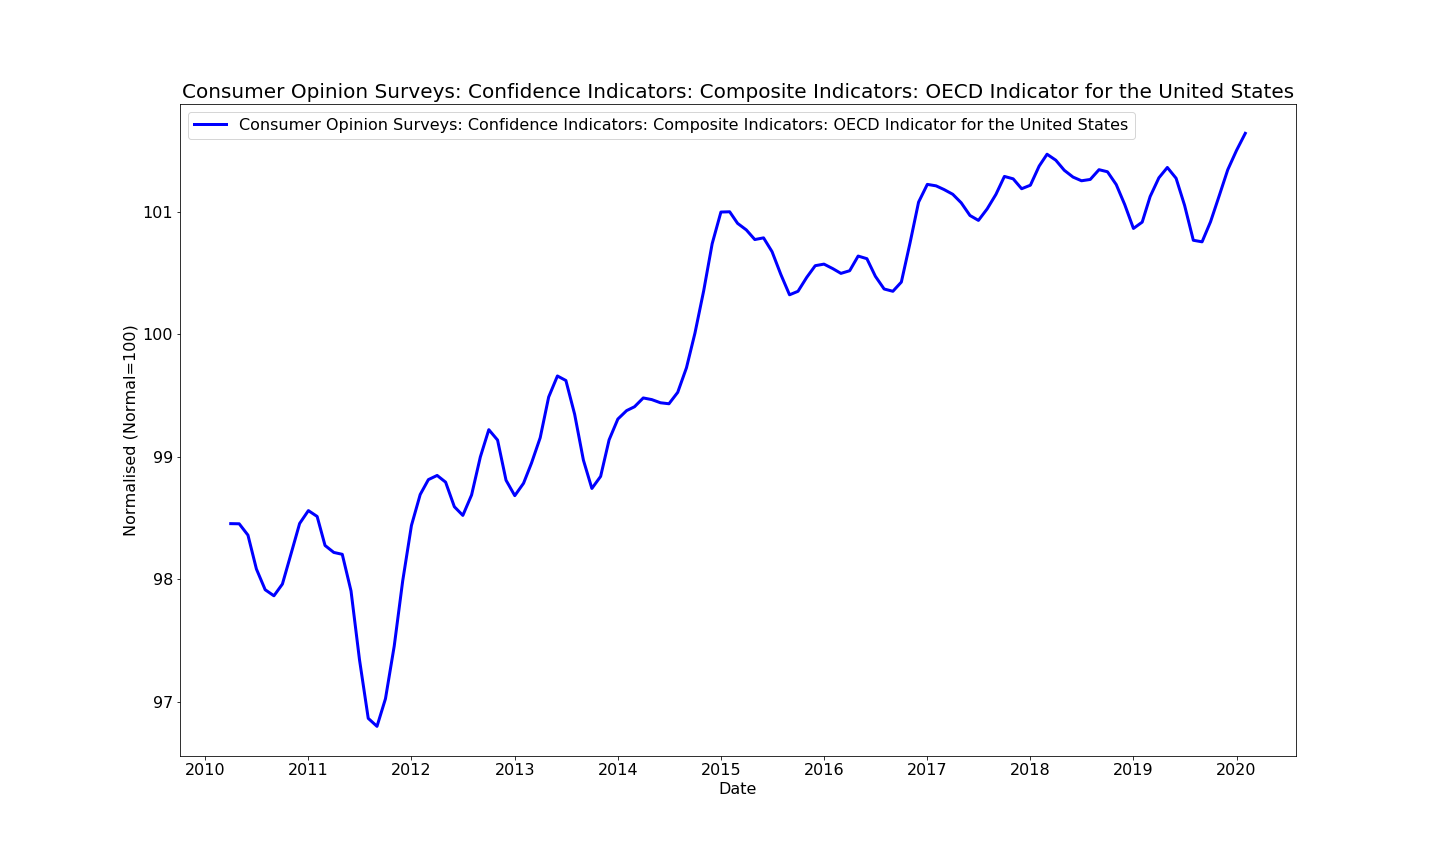 Consumer Opinion Surveys: Confidence Indicators: Composite Indicators: OECD Indicator for the United States
Consumer Opinion Surveys: Confidence Indicators: Composite Indicators: OECD Indicator for the United States
Normalised (Normal=100)
101
100
99
98
97
2010 2011 2012 2013 2014 2015 2016 2017 2018 2019 2020
Date